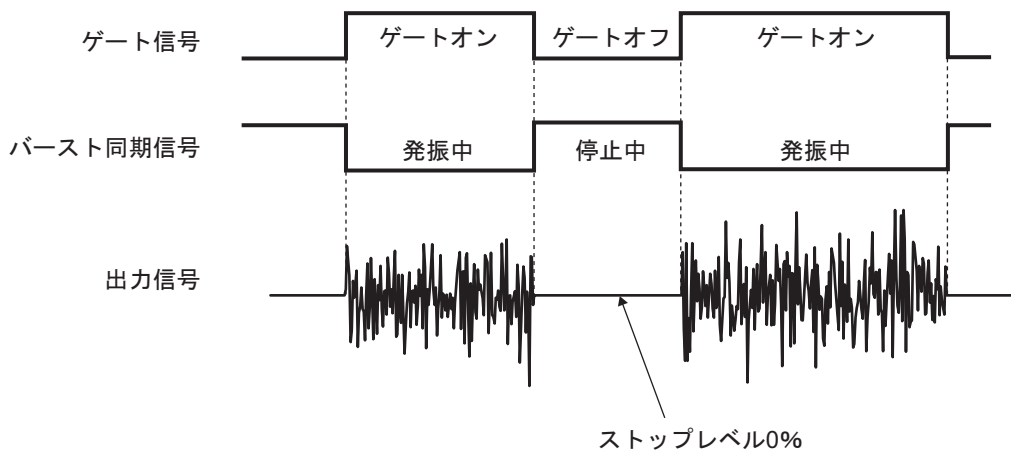 ゲート信号
ゲートオン
ゲートオフ
ゲートオン
バースト同期信号
発振中
停止中
発振中
出力信号
ストップレベル0%